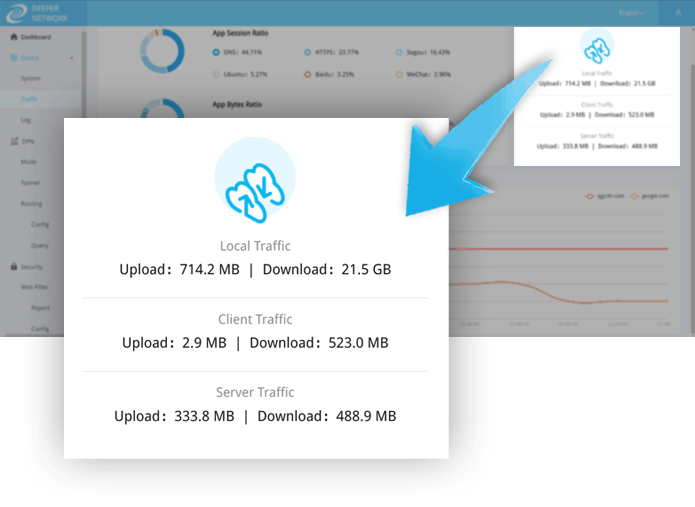 DEEPER
NETWORK
English
Dashboard
Device
System
Traffic
Log
DPN
Mode
Tunnel
Routing
Config
Query
Security
Web Filter
Report
Config
App Session Ratio
DNS: 44.71%
HTTPS: 23.77%
Sogou: 16.43%
Ubuntu: 5.27%
Baidu: 3.25%
WeChat: 2.90%
App Bytes Ratio
Local Traffic
Upload: 714.2 MB | Download: 21.5 GB
Client Traffic
Upload: 2.9 MB | Download: 523.0 MB
Server Traffic
Upload: 333.8 MB | Download: 488.9 MB
google.com
Local Traffic
Upload: 714.2 MB | Download: 21.5 GB
Client Traffic
Upload: 2.9 MB | Download: 523.0 MB
Server Traffic
Upload: 333.8 MB | Download: 488.9 MB